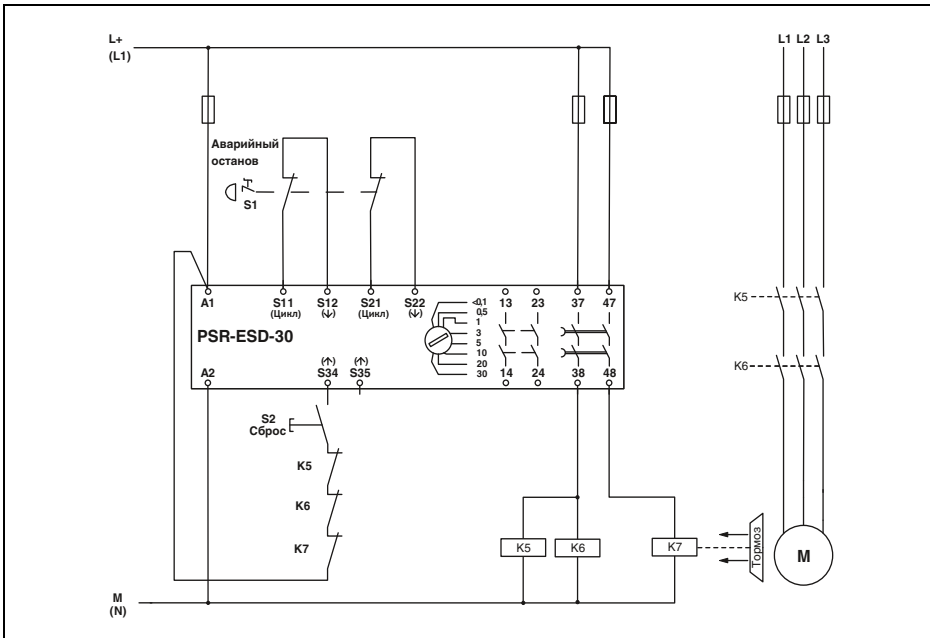 L+
(L1)
L1 L2 L3
Аварийный
останов
S1
A1 S11 S12 S21 S22 13 23 37 47
(Цикл) (↓) (Цикл) (↓)
<0,1
0,5
1
3
5
10
20
30
PSR-ESD-30
(↑) (↑)
A2 S34 S35 14 24 38 48
K5
K6
S2
Сброс
K5
K6
K7
K5 K6 K7
Тормоз
M
M
(N)